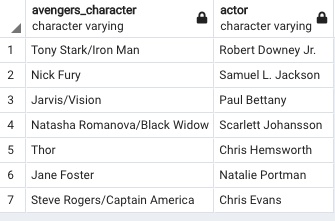 avengers_character actor
character varying character varying
1 Tony Stark/Iron Man Robert Downey Jr.
2 Nick Fury Samuel L. Jackson
3 Jarvis/Vision Paul Bettany
4 Natasha Romanova/Black Widow Scarlett Johansson
5 Thor Chris Hemsworth
6 Jane Foster Natalie Portman
7 Steve Rogers/Captain America Chris Evans